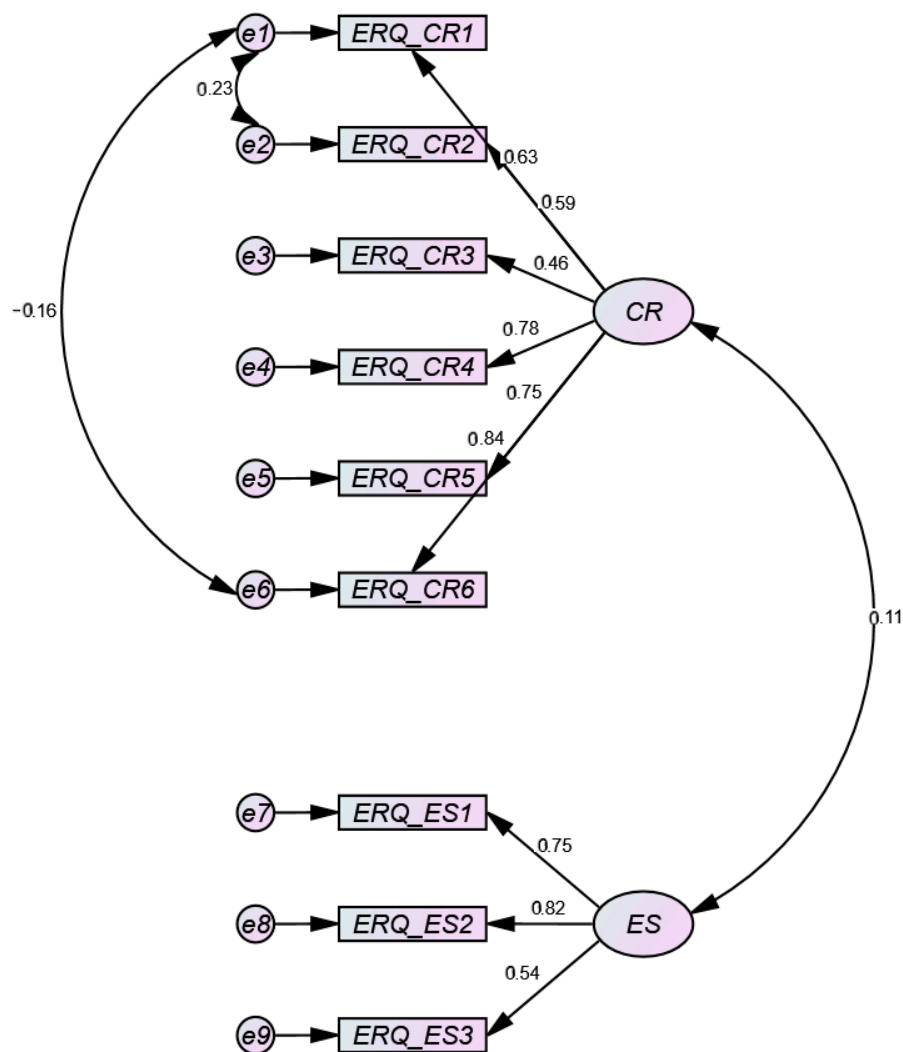 e1
ERQ_CR1
0.23
e2
ERQ_CR2
0.63
0.59
e3
ERQ_CR3
0.46
CR
−0.16
0.78
e4
ERQ_CR4
0.75
0.84
e5
ERQ_CR5
e6
ERQ_CR6
0.11
e7
ERQ_ES1
0.75
0.82
e8
ERQ_ES2
ES
0.54
e9
ERQ_ES3